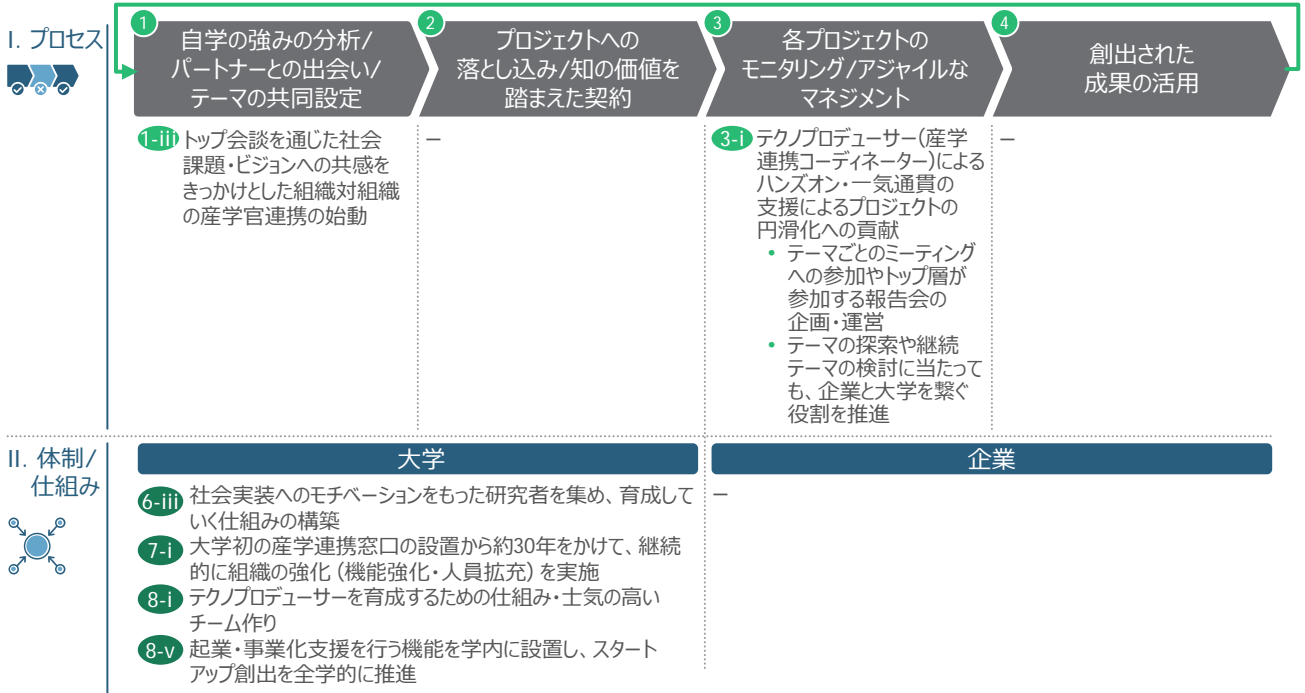 I. プロセス
1
自学の強みの分析/
パートナーとの出会い/
テーマの共同設定
2
プロジェクトへの
落とし込み/知の価値を
踏まえた契約
3
各プロジェクトの
モニタリング/アジャイルな
マネジメント
4
創出された
成果の活用
1-iii トップ会談を通じた社会
課題・ビジョンへの共感を
きっかけとした組織対組織
の産学官連携の始動
–
3-i テクノプロデューサー(産学
連携コーディネーター)による
ハンズオン・一気通貫の
支援によるプロジェクトの
円滑化への貢献
• テーマごとのミーティング
への参加やトップ層が
参加する報告会の
企画・運営
• テーマの探索や継続
テーマの検討に当たって
も、企業と大学を繋ぐ
役割を推進
–
II. 体制/
仕組み
大学
6-iii 社会実装へのモチベーションをもった研究者を集め、育成して
いく仕組みの構築
7-i 大学初の産学連携窓口の設置から約30年をかけて、継続
的に組織の強化 (機能強化・人員拡充) を実施
8-i テクノプロデューサーを育成するための仕組み・士気の高い
チーム作り
8-v 起業・事業化支援を行う機能を学内に設置し、スタート
アップ創出を全学的に推進
企業
–